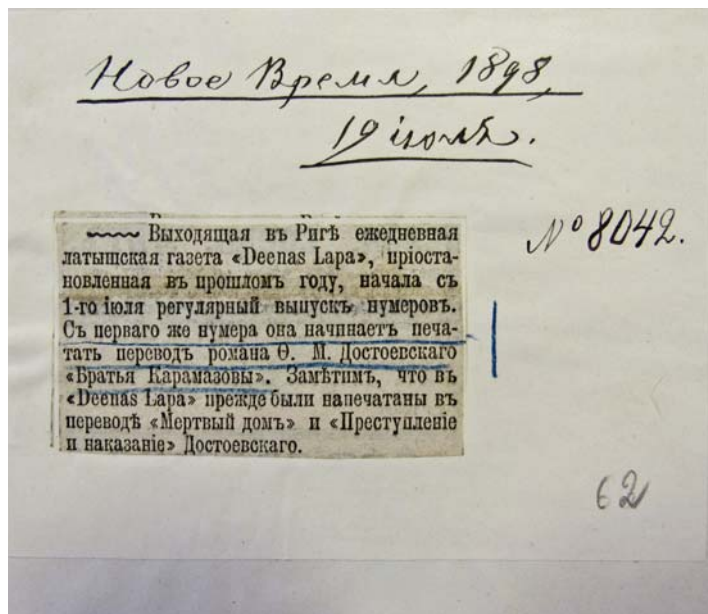 Новое Время, 1898,
19 іюля.
№ 8042.
Выходящая въ Ригѣ ежедневная
латышская газета «Deenas Lapa», пріоста-
новленная въ прошломъ году, начала съ
1-го іюля регулярный выпускъ нумеровъ.
Съ перваго же нумера она начинаетъ печа-
тать переводъ романа Ѳ. М. Достоевскаго
«Братья Карамазовы». Замѣтимъ, что въ
«Deenas Lapa» прежде были напечатаны въ
переводѣ «Мертвый домъ» и «Преступленіе
и наказаніе» Достоевскаго.
62